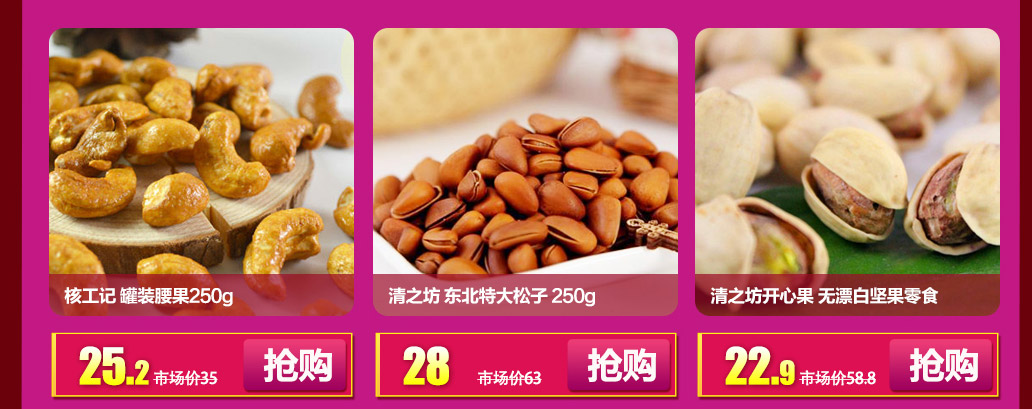 核工记 罐装腰果250g
清之坊 东北特大松子 250g
清之坊开心果 无漂白坚果零食
25.2 市场价35 抢购
28 市场价63 抢购
22.9 市场价58.8 抢购